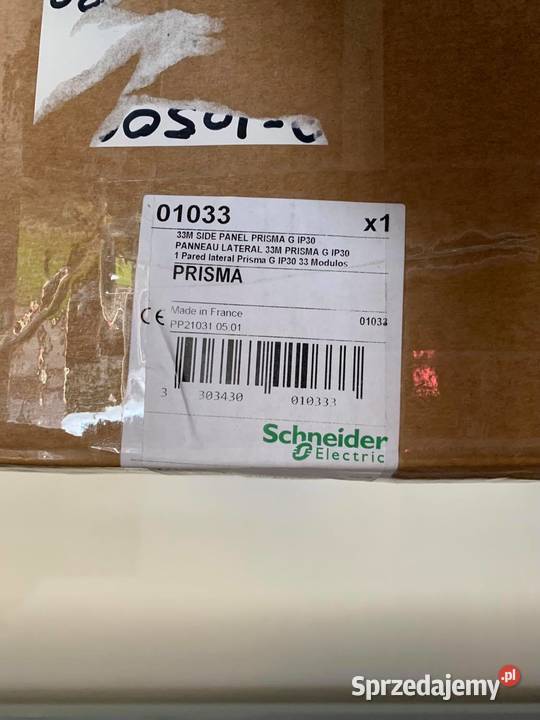 01033
x1
33M SIDE PANEL PRISMA G IP30
PANNEAU LATERAL 33M PRISMA G IP30
1 Pared lateral Prisma G IP30 33 Modulos
PRISMA
Made in France
01033
CE
PP21031 05 01
3 303430 010333
Schneider
Electric
Sprzedajemy.pl